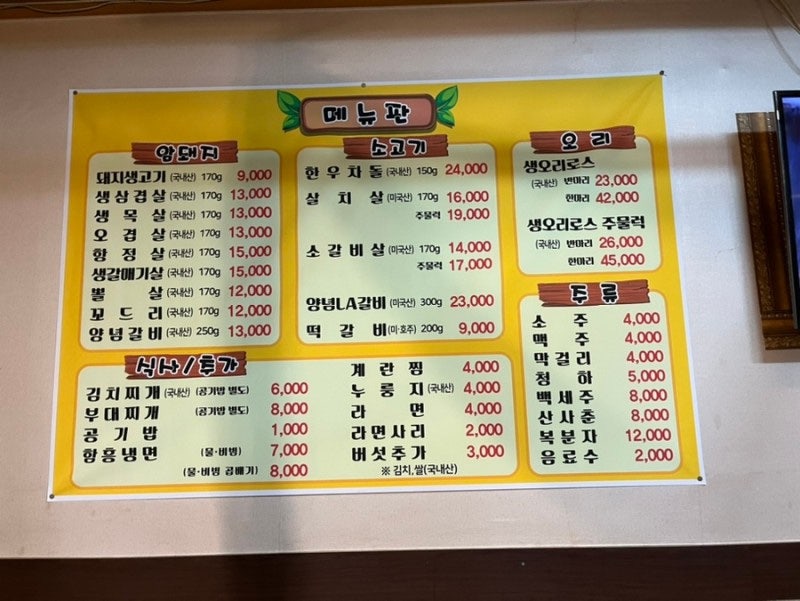 메뉴판
암돼지
돼지생고기 (국내산) 170g 9,000
생삼겹살 (국내산) 170g 13,000
생목살 (국내산) 170g 13,000
오겹살 (국내산) 170g 13,000
항정살 (국내산) 170g 15,000
생갈매기살 (국내산) 170g 15,000
뽈살 (국내산) 170g 12,000
꼬드리 (국내산) 170g 12,000
양념갈비 (국내산) 250g 13,000
소고기
한우차돌 (국내산) 150g 24,000
살치살 (미국산) 170g 16,000
주물럭 19,000
소갈비살 (미국산) 170g 14,000
주물럭 17,000
양념LA갈비 (미국산) 300g 23,000
떡갈비 (미·호주) 200g 9,000
오리
생오리로스
(국내산) 반마리 23,000
한마리 42,000
생오리로스 주물럭
(국내산) 반마리 26,000
한마리 45,000
주류
소주 4,000
맥주 4,000
막걸리 4,000
청하 5,000
백세주 8,000
산사춘 8,000
복분자 12,000
음료수 2,000
식사/추가
김치찌개 (국내산) (공기밥 별도) 6,000
부대찌개 (공기밥 별도) 8,000
공기밥 1,000
함흥냉면 (물·비빔) 7,000
(물·비빔 곱배기) 8,000
계란찜 4,000
누룽지 (국내산) 4,000
라면 4,000
라면사리 2,000
버섯추가 3,000
※ 김치,쌀(국내산)